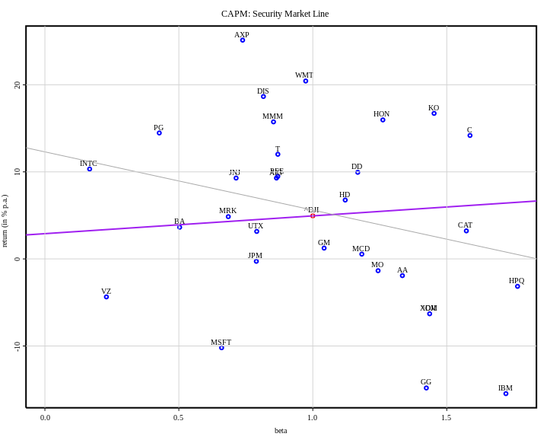 CAPM: Security Market Line
AXP
WMT
DIS
KO
HON
MMM
C
PG
T
INTC
DD
JNJ
HD
^DJI
MRK
BA
UTX
CAT
GM
MCD
JPM
MO
AA
HPQ
VZ
MSFT
GG
IBM
return (in % p.a.)
20
10
0
-10
0.0 0.5 1.0 1.5
beta